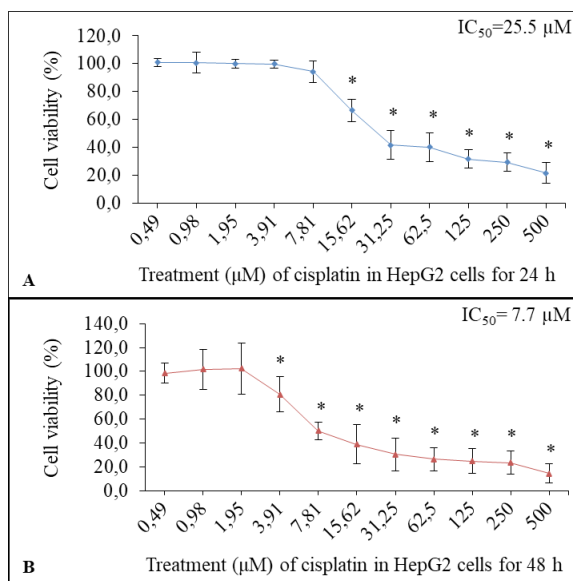 IC50=25.5 µM
120,0
100,0
80,0
60,0
40,0
20,0
0,0
Cell viability (%)
* * * * * *
0,49 0,98 1,95 3,91 7,81 15,62 31,25 62,5 125 250 500
A Treatment (µM) of cisplatin in HepG2 cells for 24 h
IC50= 7.7 µM
140,0
120,0
100,0
80,0
60,0
40,0
20,0
0,0
Cell viability (%)
* * * * * * * *
0,49 0,98 1,95 3,91 7,81 15,62 31,25 62,5 125 250 500
B Treatment (µM) of cisplatin in HepG2 cells for 48 h